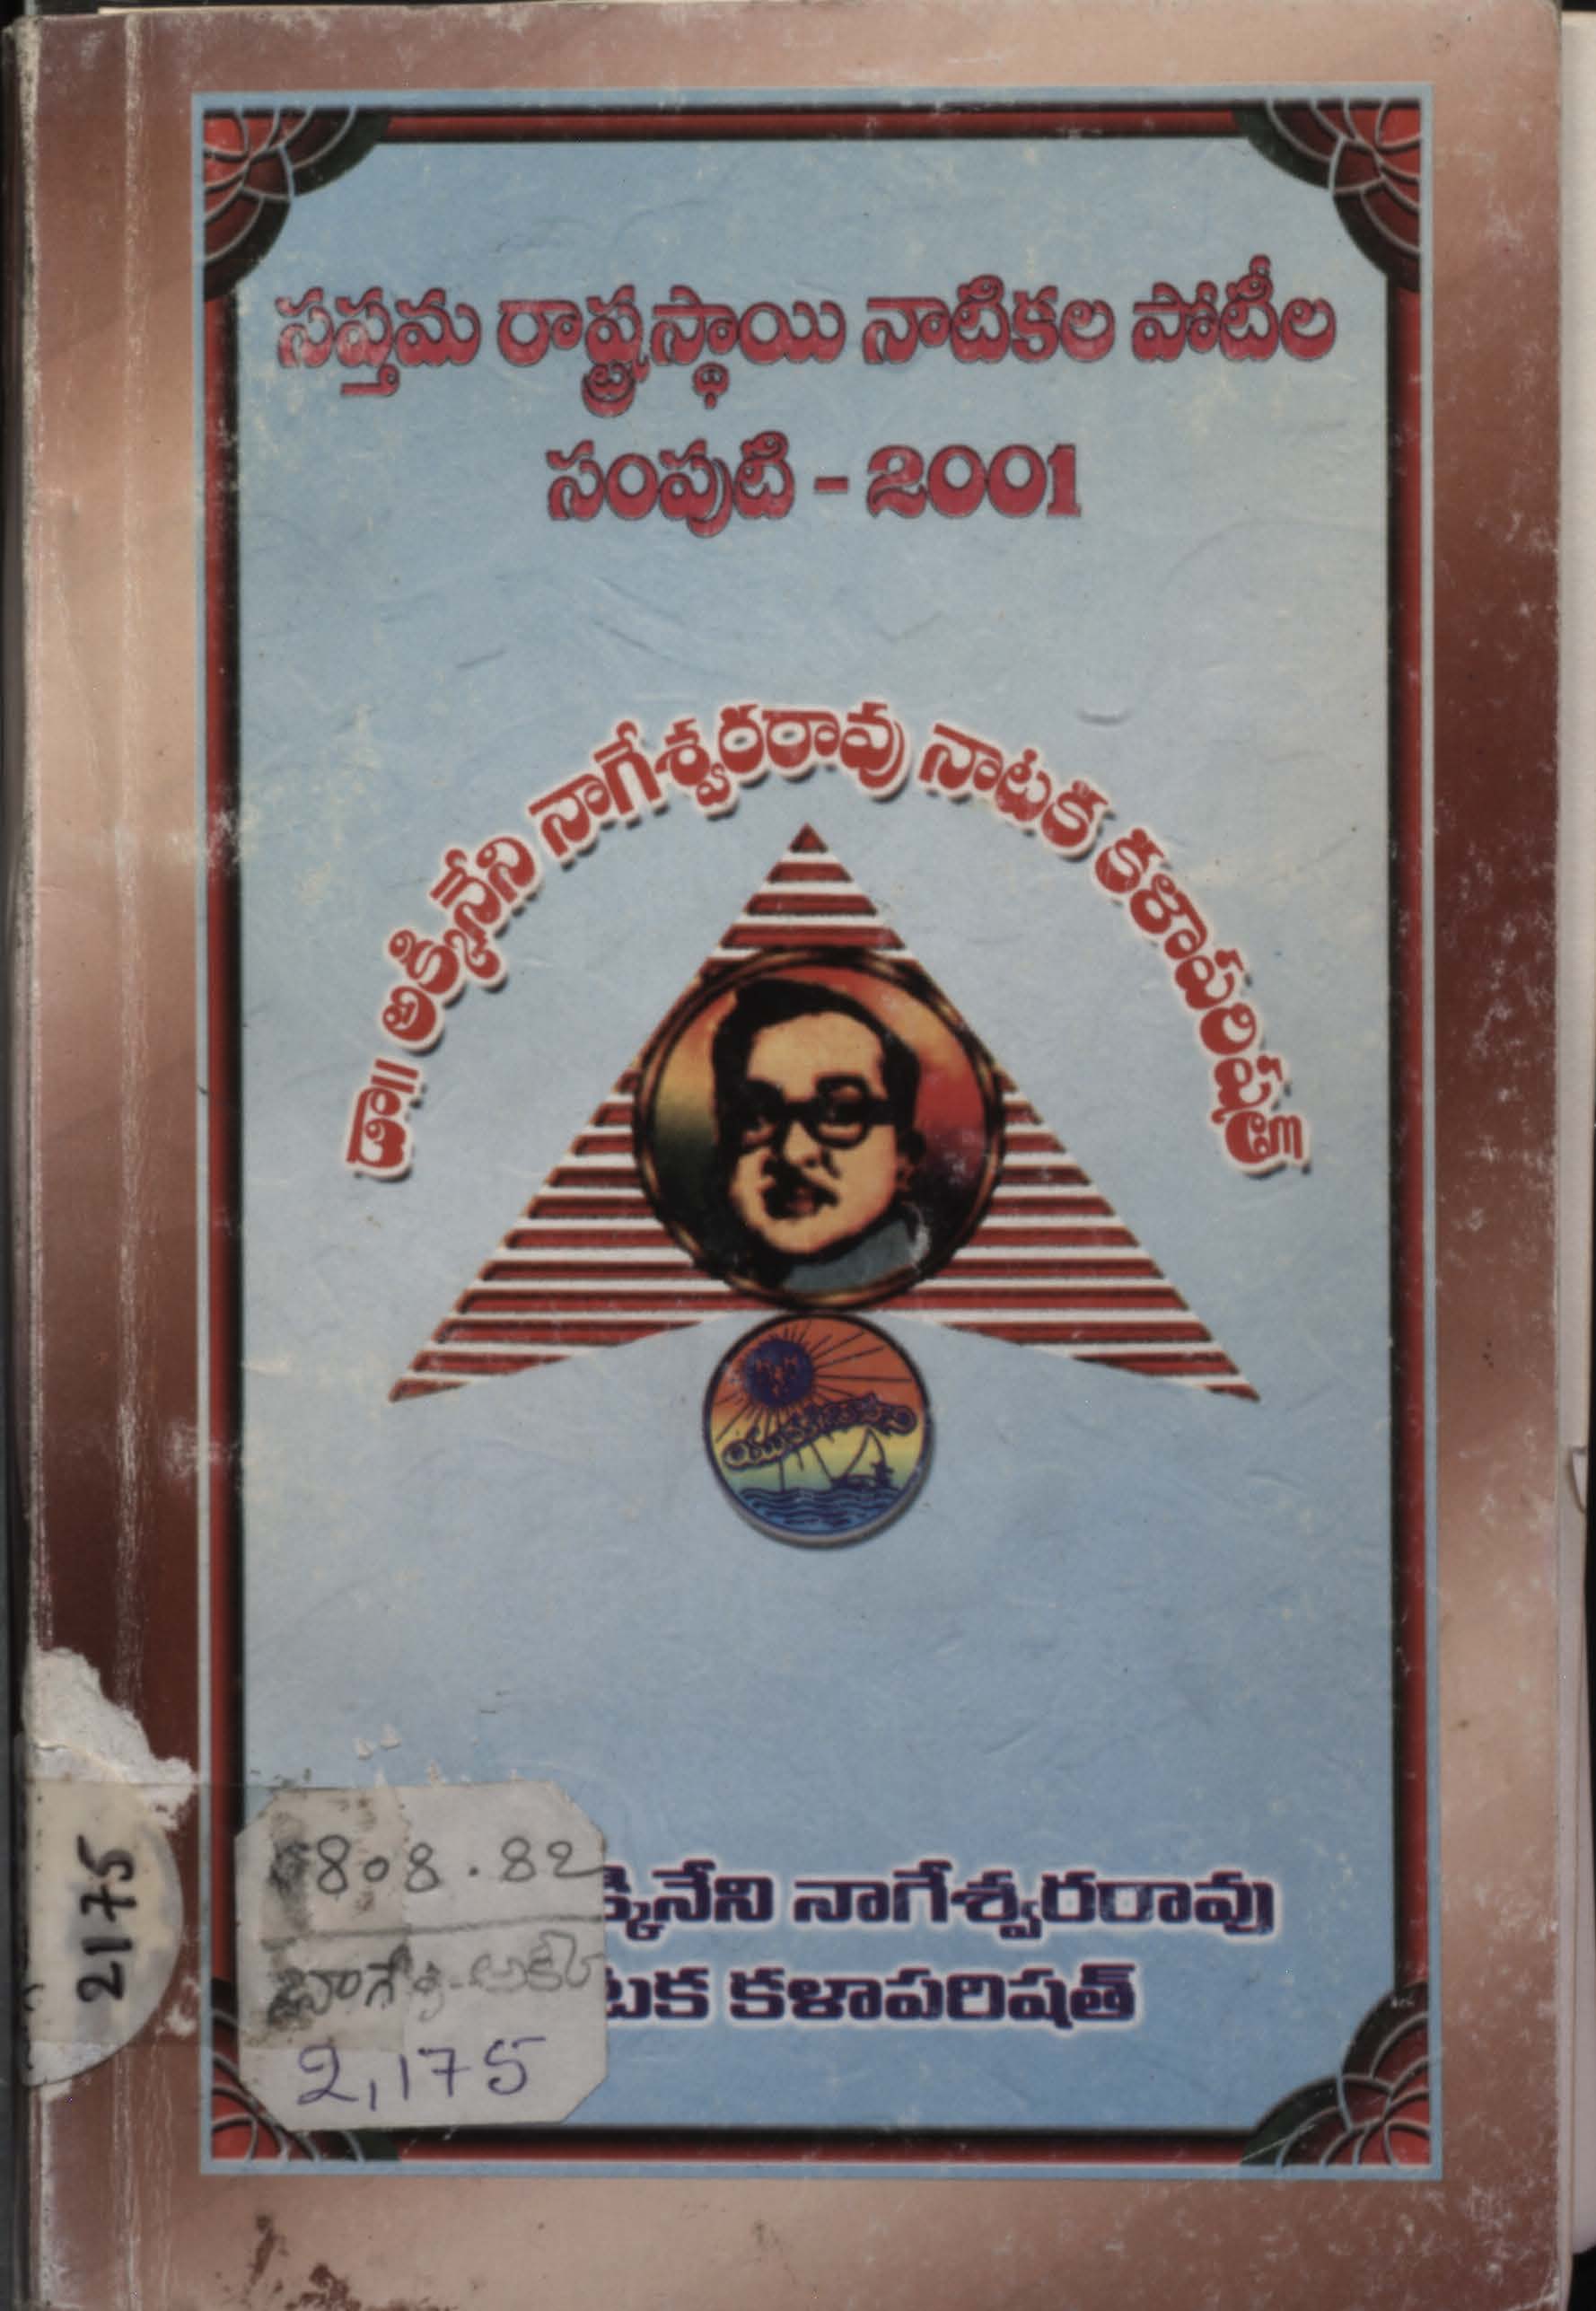 సప్తమ రాష్ట్రస్థాయి నాటికల పోటీల
సంపుటి - 2001
డా॥ అక్కినేని నాగేశ్వరరావు నాటక కళాపరిషత్
క్కినేని నాగేశ్వరరావు
టక కళాపరిషత్
808.82
2,175
2175